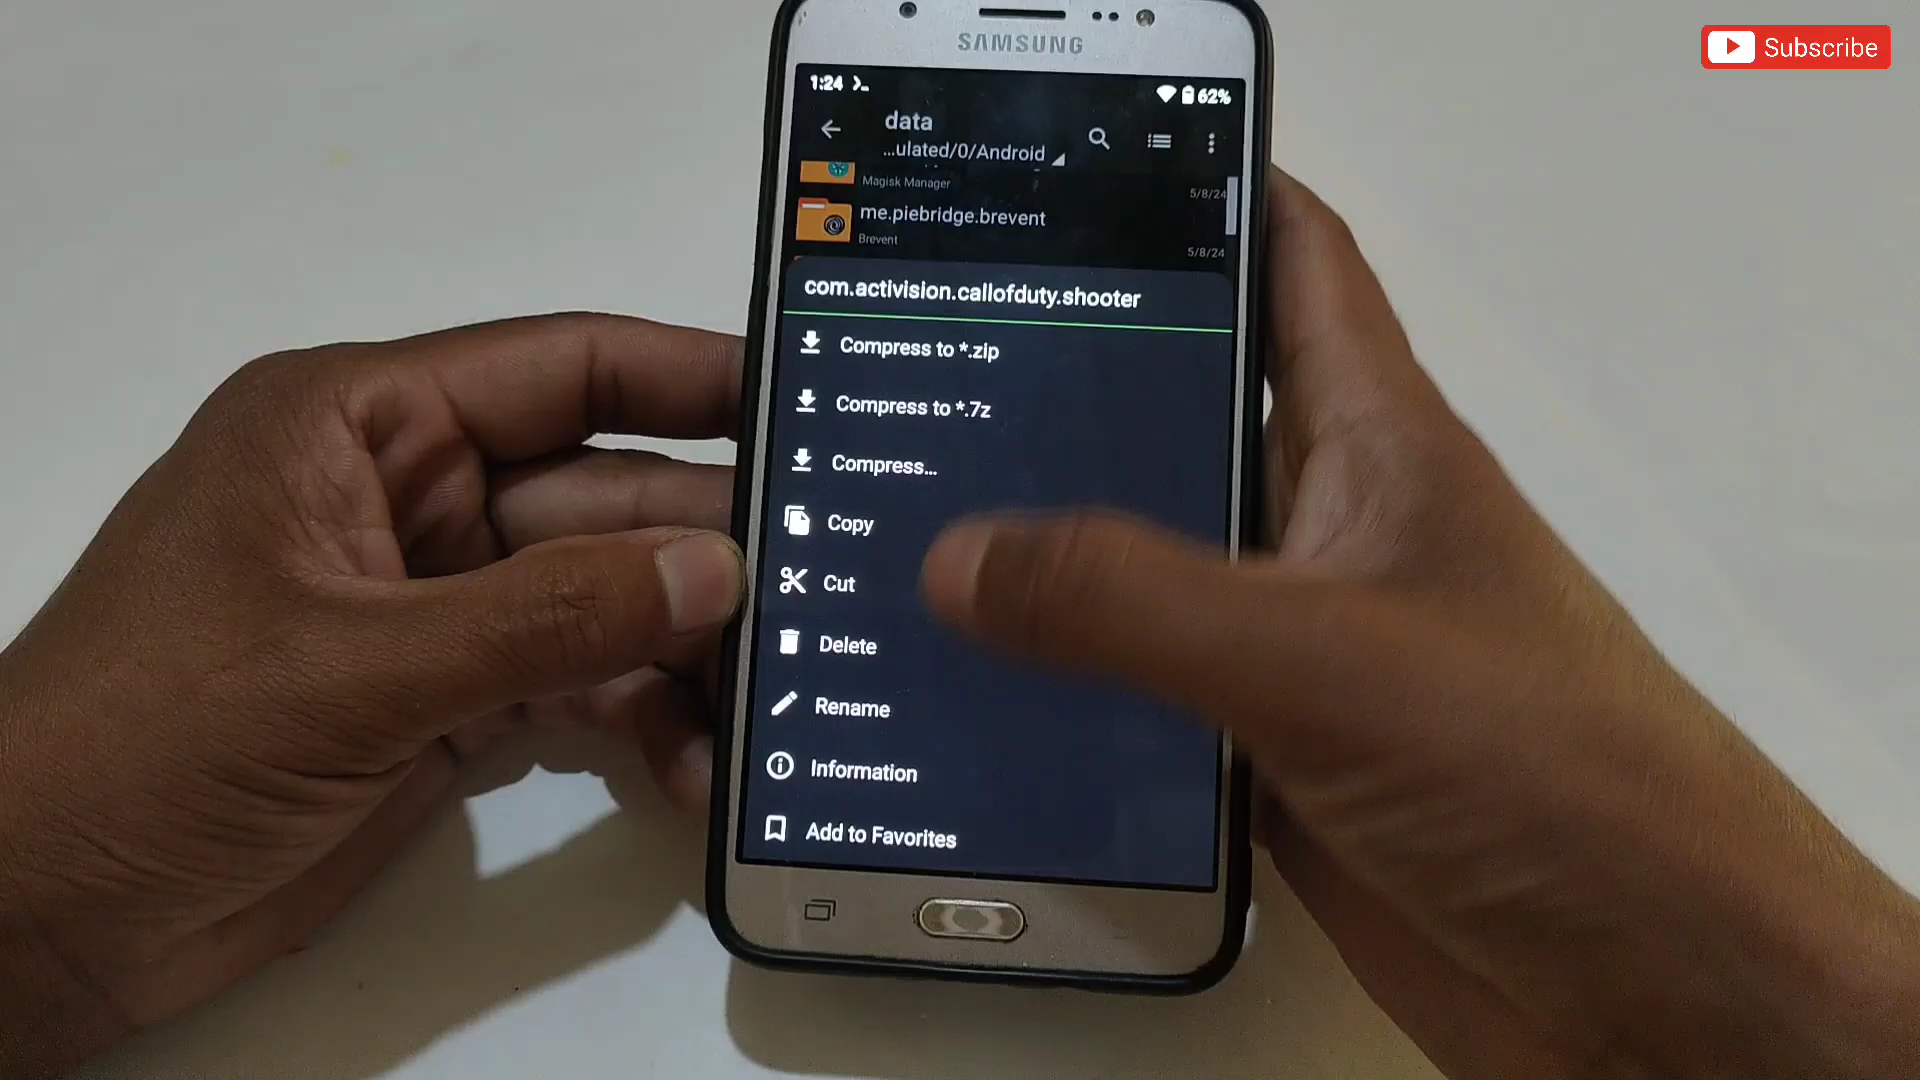 Subscribe
SAMSUNG
1:24
62%
data
...ulated/0/Android
Magisk Manager
5/8/24
me.piebridge.brevent
Brevent
5/8/24
com.activision.callofduty.shooter
Compress to *.zip
Compress to *.7z
Compress...
Copy
Cut
Delete
Rename
Information
Add to Favorites